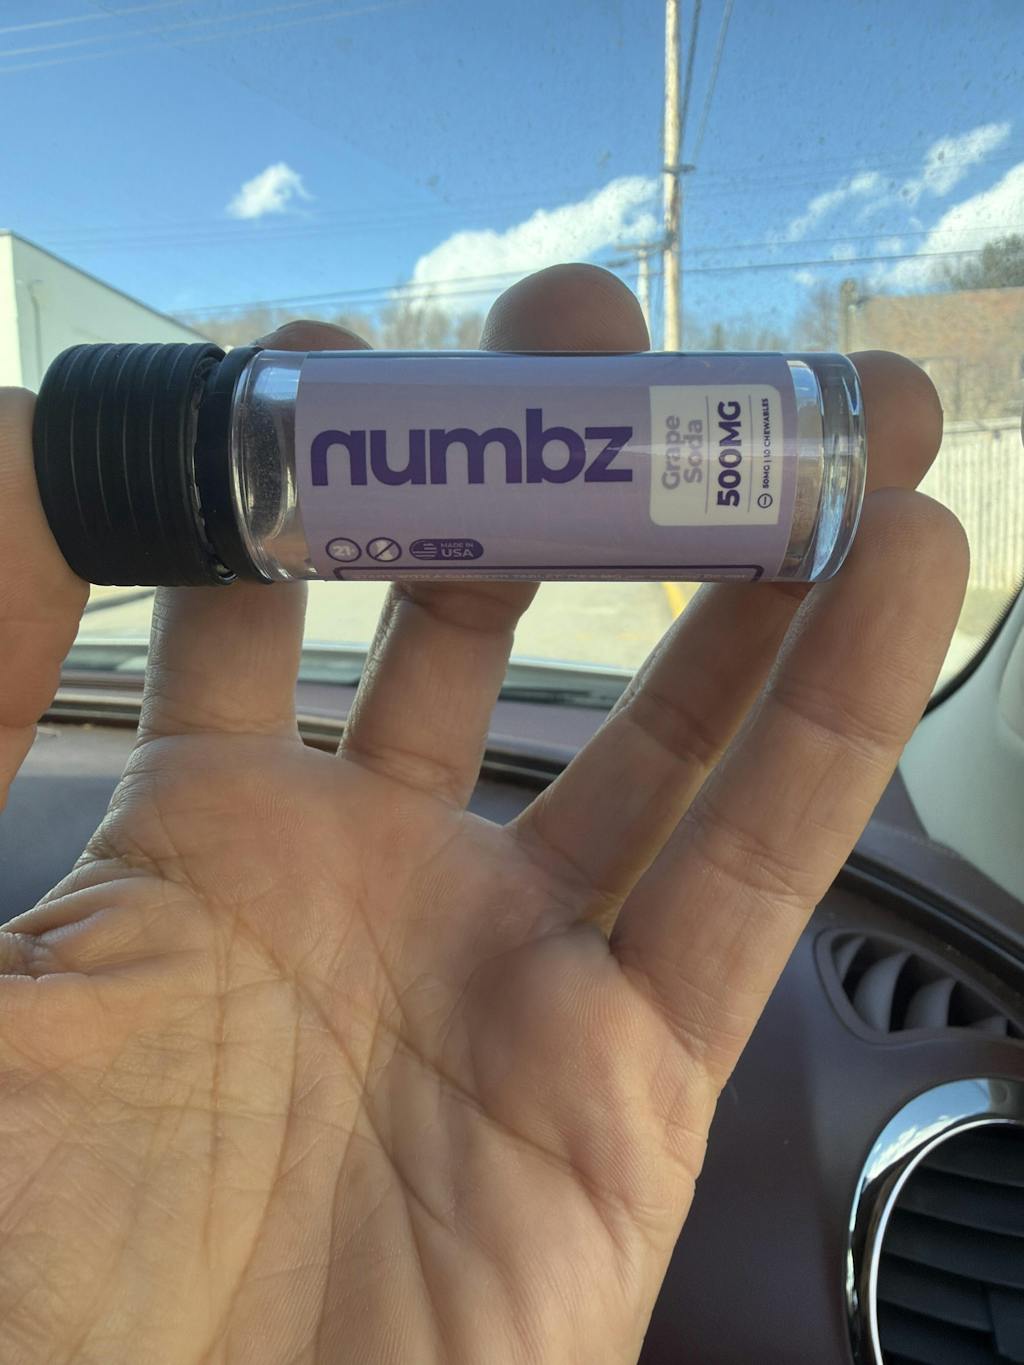 numbz
Grape
Soda
500MG
50MG | 10 CHEWABLES
21+
MADE IN
USA